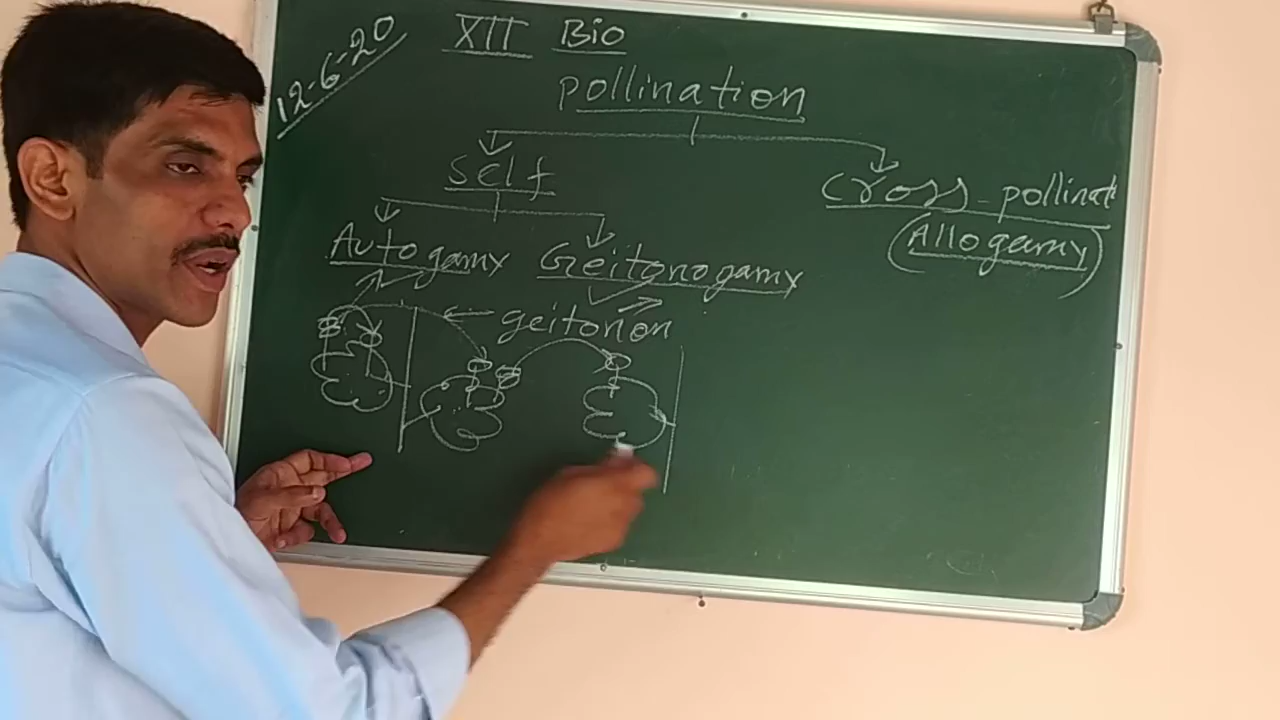 12-6-20
XII Bio
pollination
self
Cross-pollinat
Autogamy Geitonogamy
(Allogamy)
geitonon